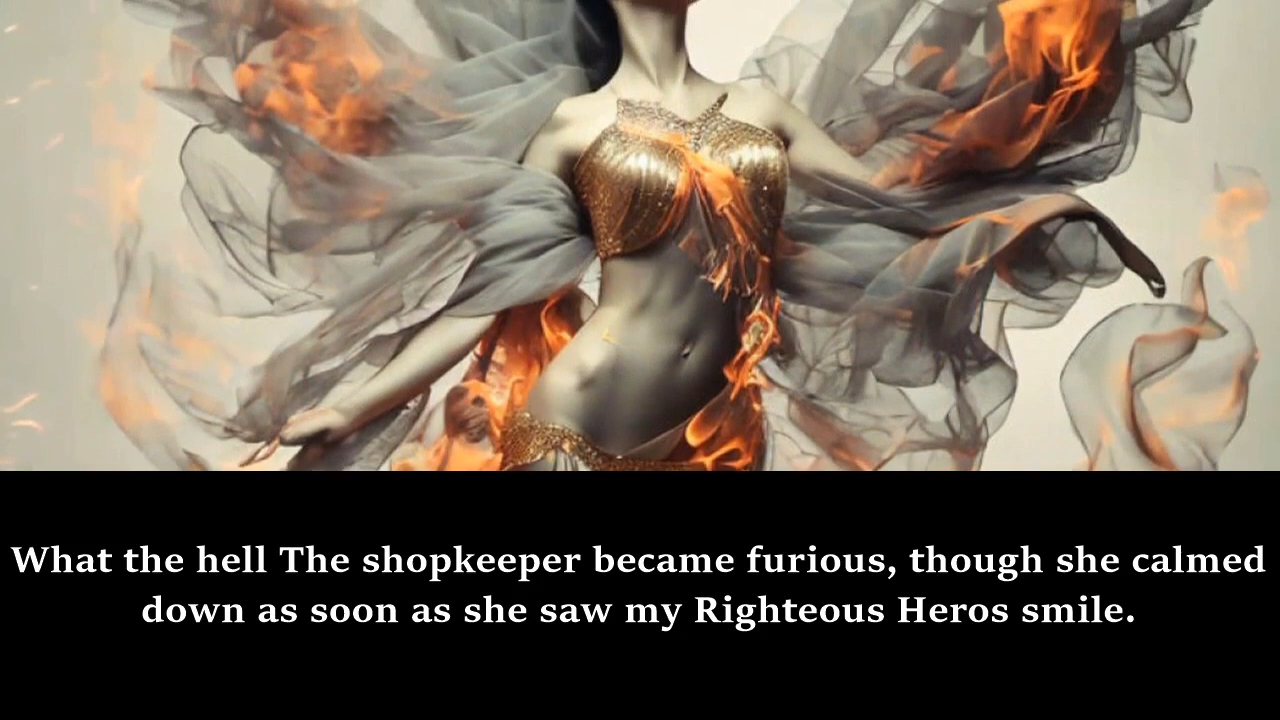 What the hell The shopkeeper became furious, though she calmed
down as soon as she saw my Righteous Heros smile.